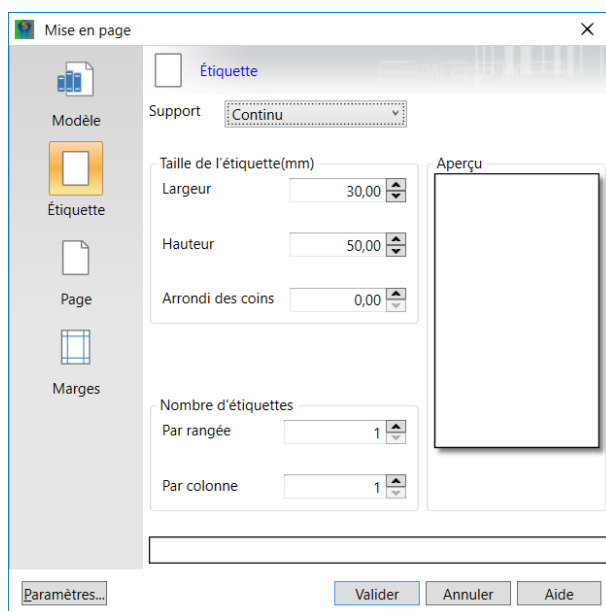 Mise en page
Étiquette
Modèle
Support
Continu
Taille de l'étiquette(mm)
Aperçu
Largeur
30,00
Étiquette
Hauteur
50,00
Page
Arrondi des coins
0,00
Marges
Nombre d'étiquettes
Par rangée
1
Par colonne
1
Paramètres...
Valider
Annuler
Aide